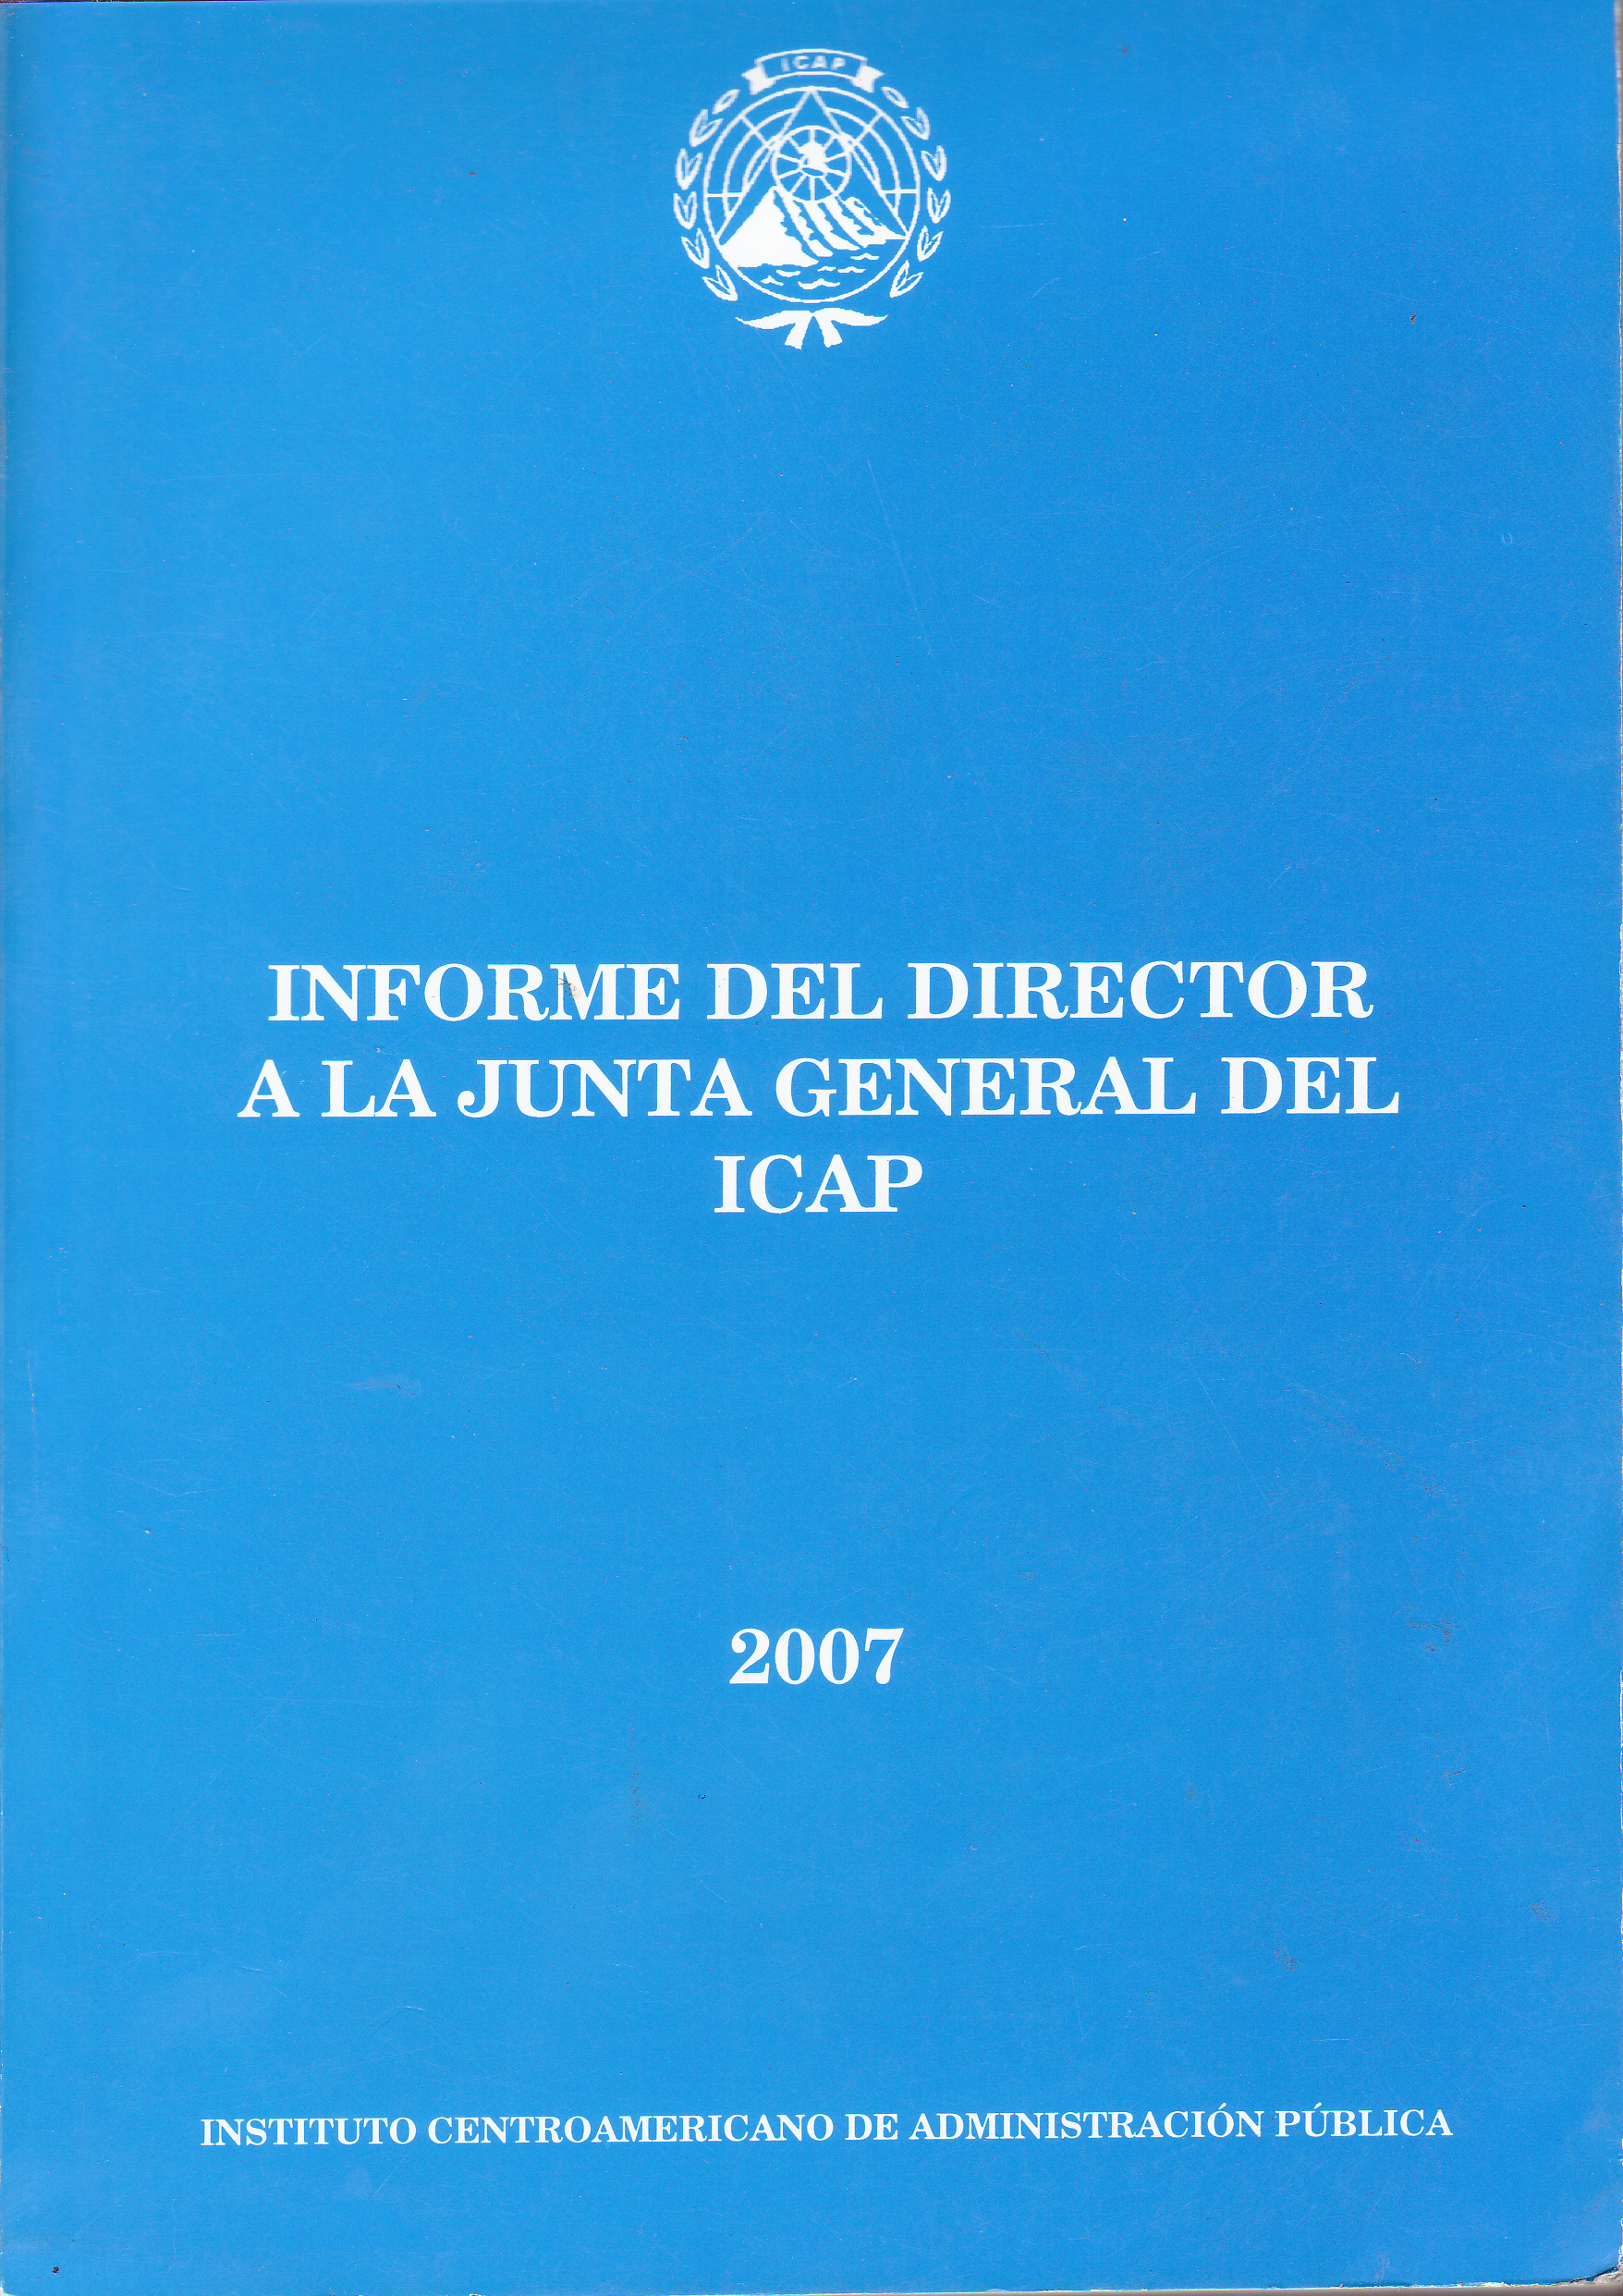 ICAP
INFORME DEL DIRECTOR
A LA JUNTA GENERAL DEL
ICAP
2007
INSTITUTO CENTROAMERICANO DE ADMINISTRACIÓN PÚBLICA